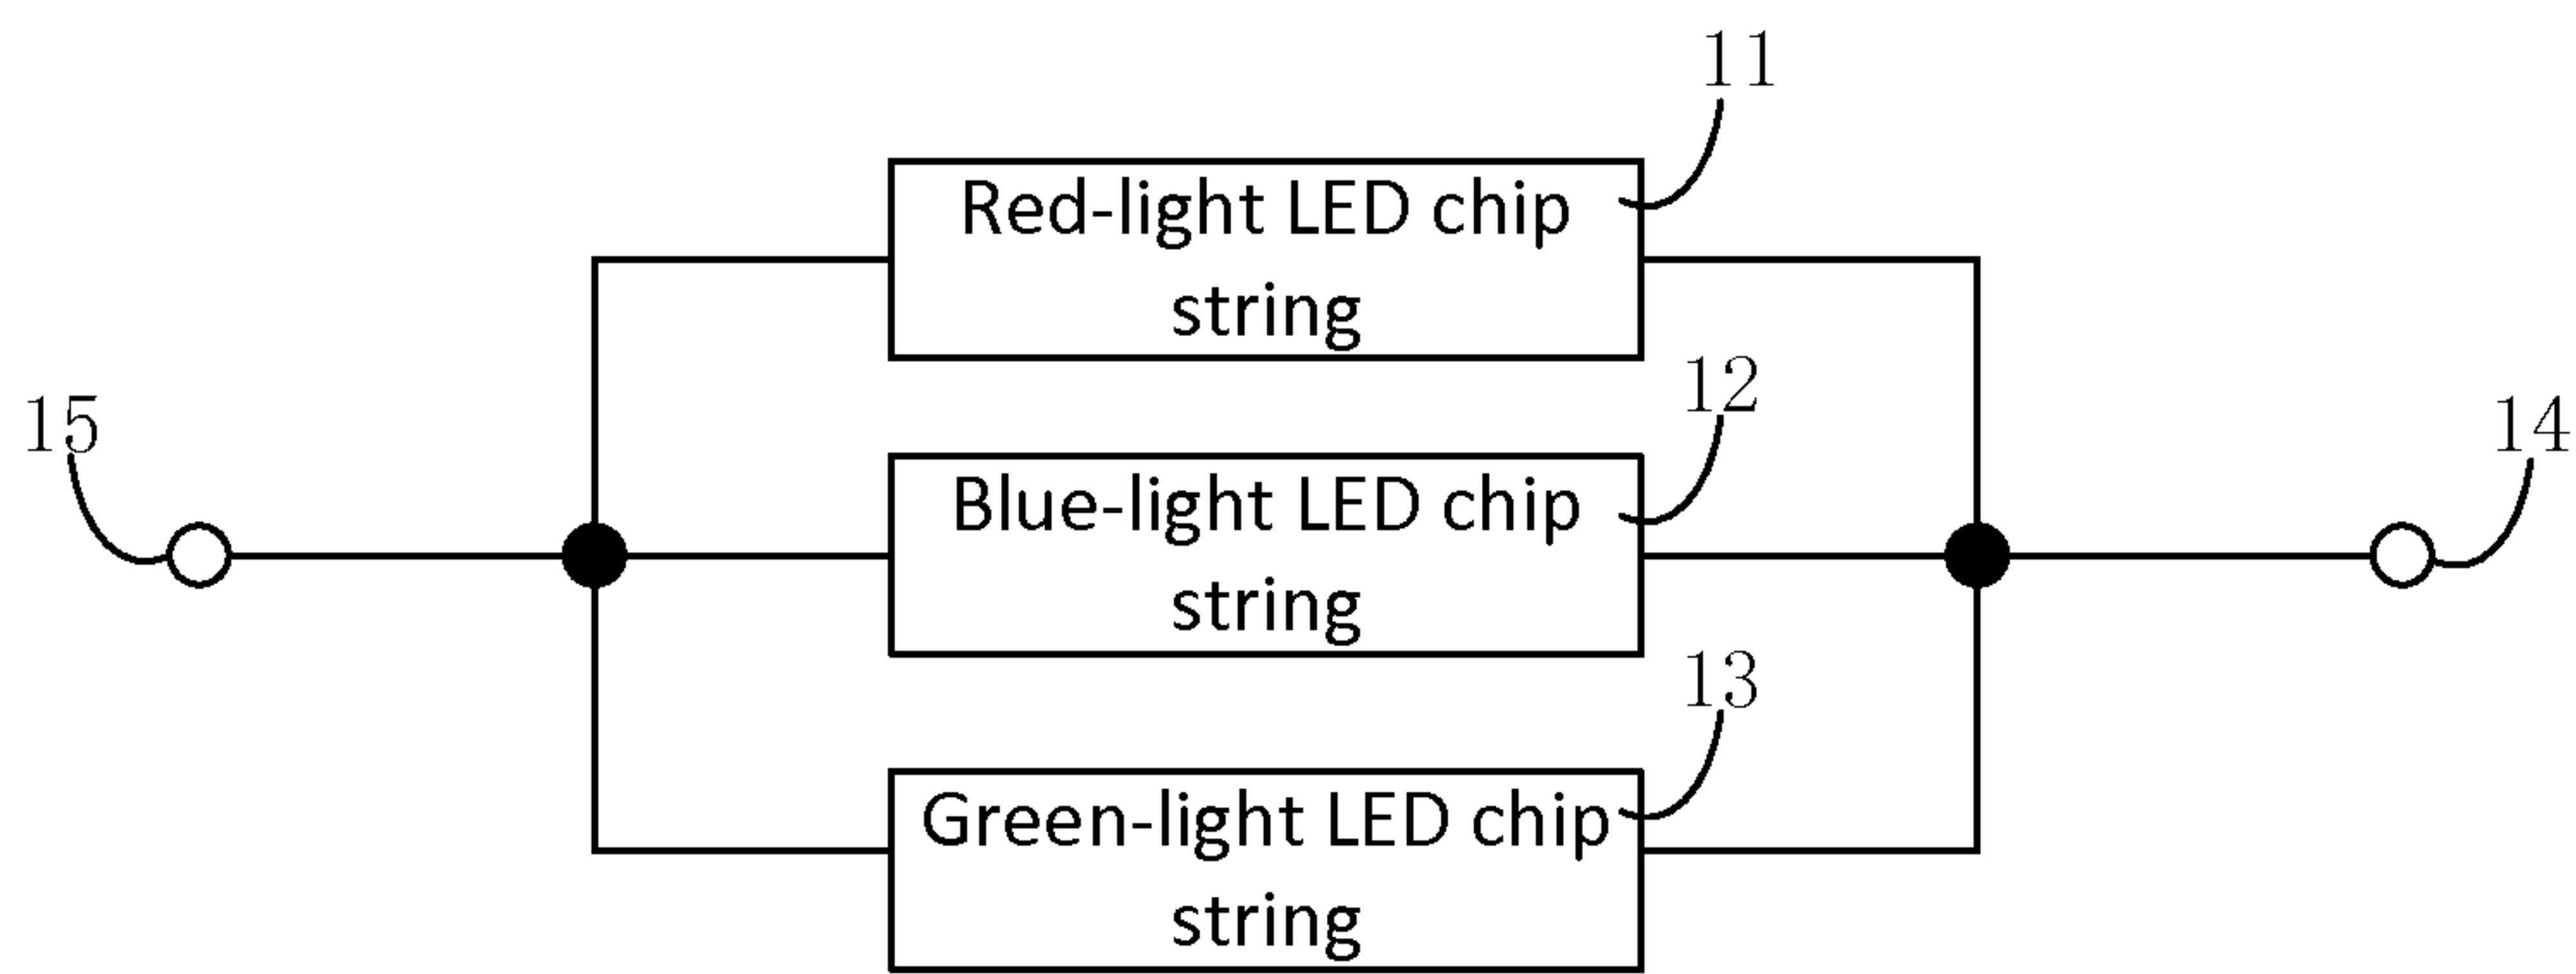 11
Red-light LED chip
string
12
15
14
Blue-light LED chip
string
13
Green-light LED chip
string